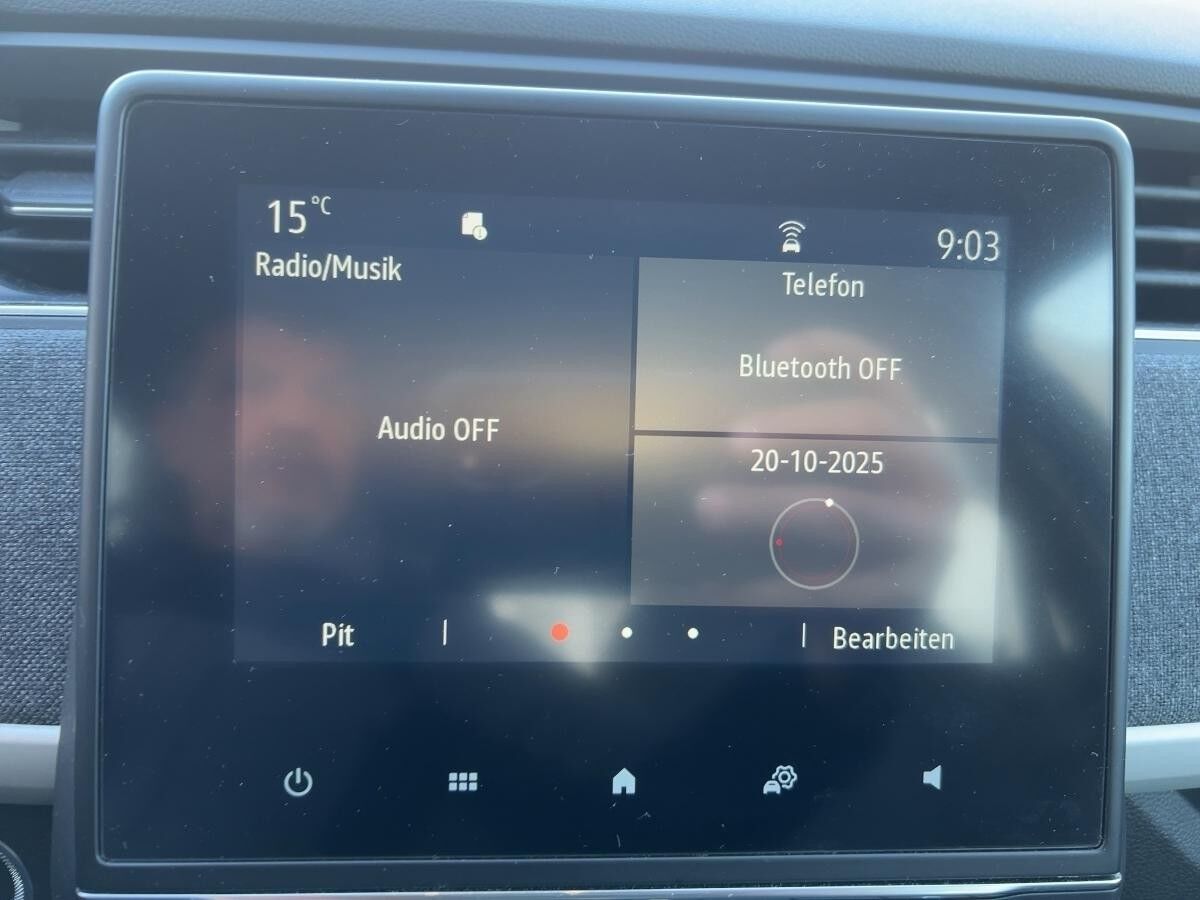 15 °C
9:03
Radio/Musik
Audio OFF
Telefon
Bluetooth OFF
20-10-2025
Pit
Bearbeiten